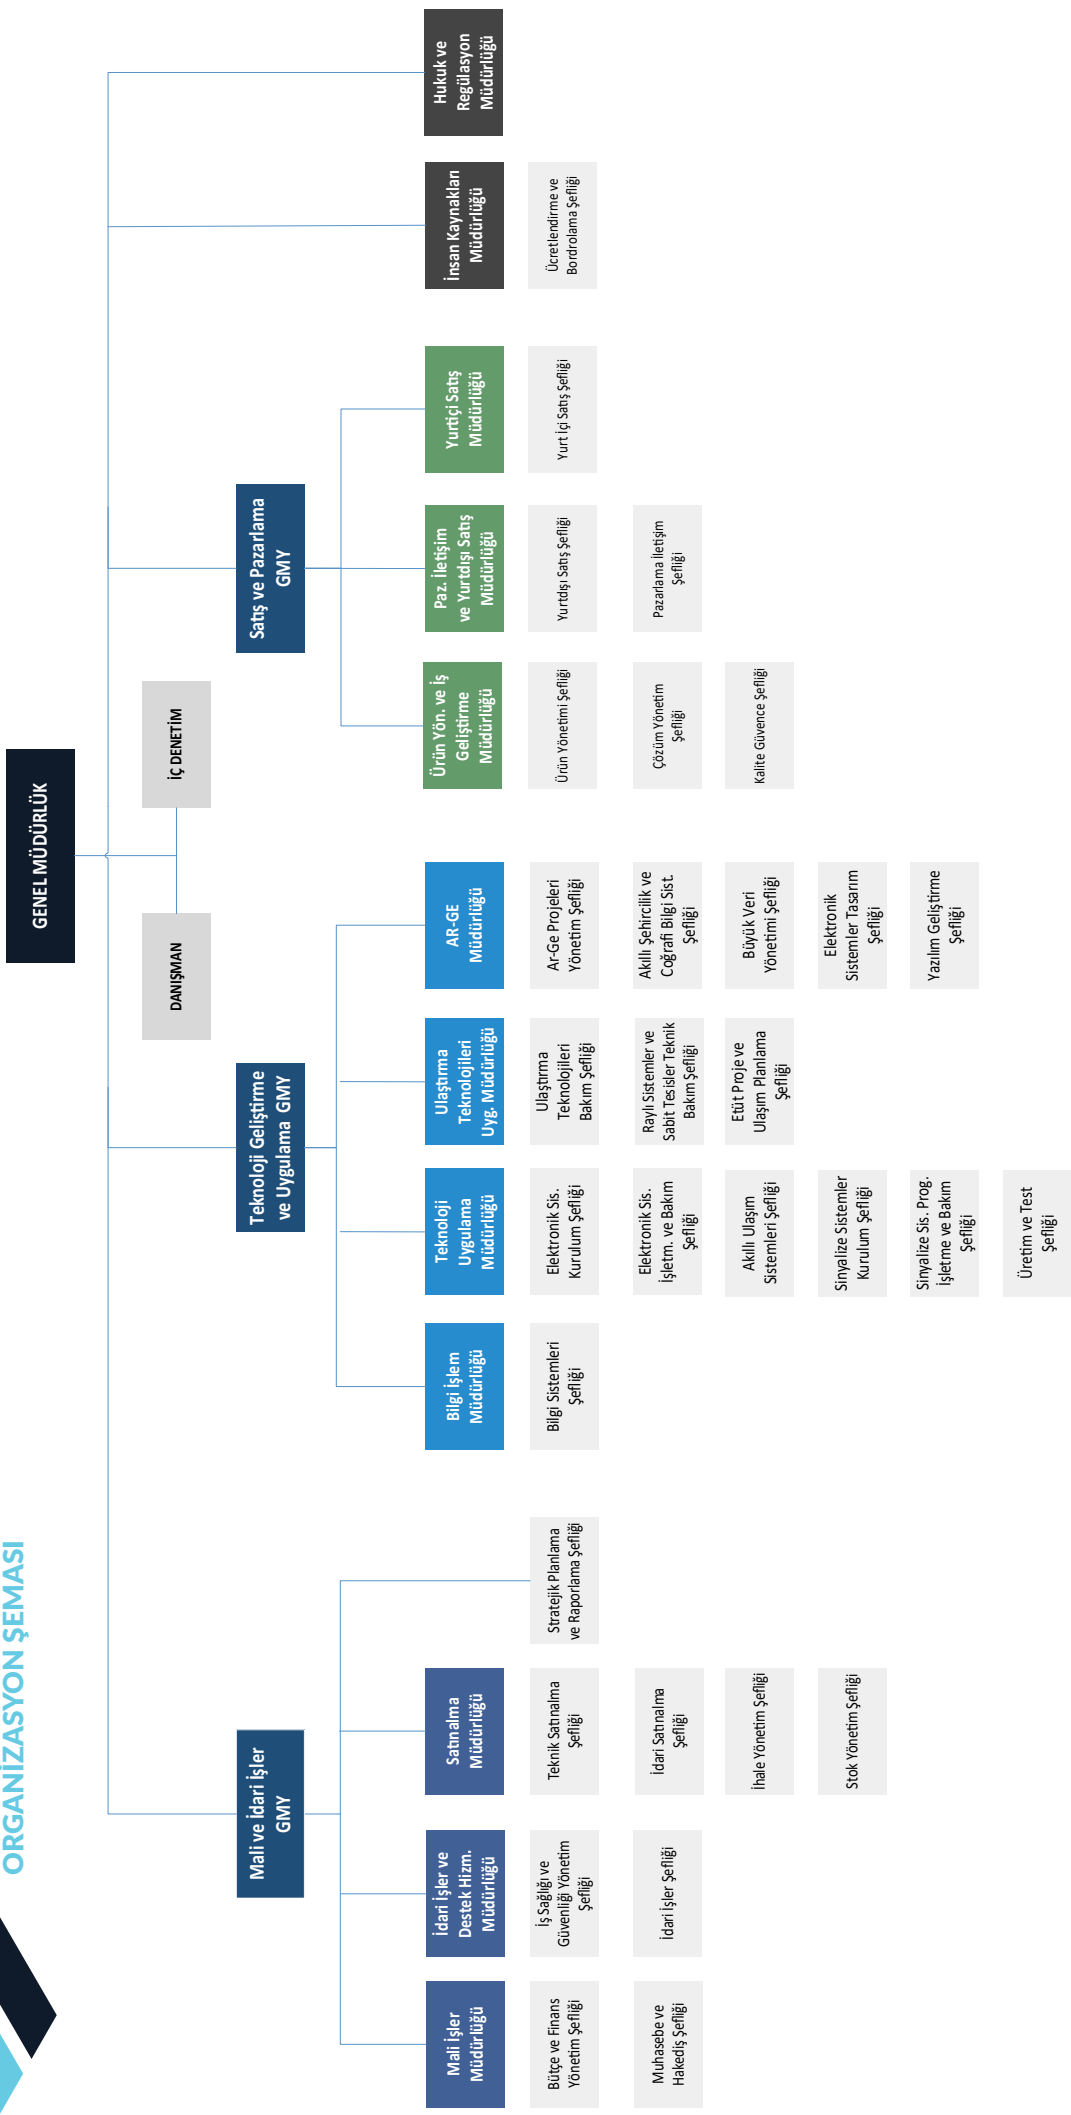 ORGANİZASYON ŞEMASI
GENEL MÜDÜRLÜK
DANIŞMAN
İÇ DENETİM
Mali ve İdari İşler
GMY
Teknoloji Geliştirme
ve Uygulama GMY
Satış ve Pazarlama
GMY
Mali İşler
Müdürlüğü
Bütçe ve Finans
Yönetim Şefliği
Muhasebe ve
Hakediş Şefliği
İdari İşler ve
Destek Hizm.
Müdürlüğü
İş Sağlığı ve
Güvenliği Yönetim
Şefliği
İdari İşler Şefliği
Satınalma
Müdürlüğü
Teknik Satınalma
Şefliği
İdari Satınalma
Şefliği
İhale Yönetim Şefliği
Stok Yönetim Şefliği
Stratejik Planlama
ve Raporlama Şefliği
Bilgi İşlem
Müdürlüğü
Bilgi Sistemleri
Şefliği
Teknoloji
Uygulama
Müdürlüğü
Elektronik Sis.
Kurulum Şefliği
Elektronik Sis.
İşletm. ve Bakım
Şefliği
Akıllı Ulaşım
Sistemleri Şefliği
Sinyalize Sistemler
Kurulum Şefliği
Sinyalize Sis. Prog.
İşletme ve Bakım
Şefliği
Üretim ve Test
Şefliği
Ulaştırma
Teknolojileri
Uyg. Müdürlüğü
Ulaştırma
Teknolojileri
Bakım Şefliği
Raylı Sistemler ve
Sabit Tesisler Teknik
Bakım Şefliği
Etüt Proje ve
Ulaşım Planlama
Şefliği
AR-GE
Müdürlüğü
Ar-Ge Projeleri
Yönetim Şefliği
Akıllı Şehircilik ve
Coğrafi Bilgi Sist.
Şefliği
Büyük Veri
Yönetimi Şefliği
Elektronik
Sistemler Tasarım
Şefliği
Yazılım Geliştirme
Şefliği
Ürün Yön. ve İş
Geliştirme
Müdürlüğü
Ürün Yönetimi Şefliği
Çözüm Yönetim
Şefliği
Kalite Güvence Şefliği
Paz. İletişim
ve Yurtdışı Satış
Müdürlüğü
Yurtdışı Satış Şefliği
Pazarlama İletişim
Şefliği
Yurtiçi Satış
Müdürlüğü
Yurt İçi Satış Şefliği
İnsan Kaynakları
Müdürlüğü
Ücretlendirme ve
Bordrolama Şefliği
Hukuk ve
Regülasyon
Müdürlüğü